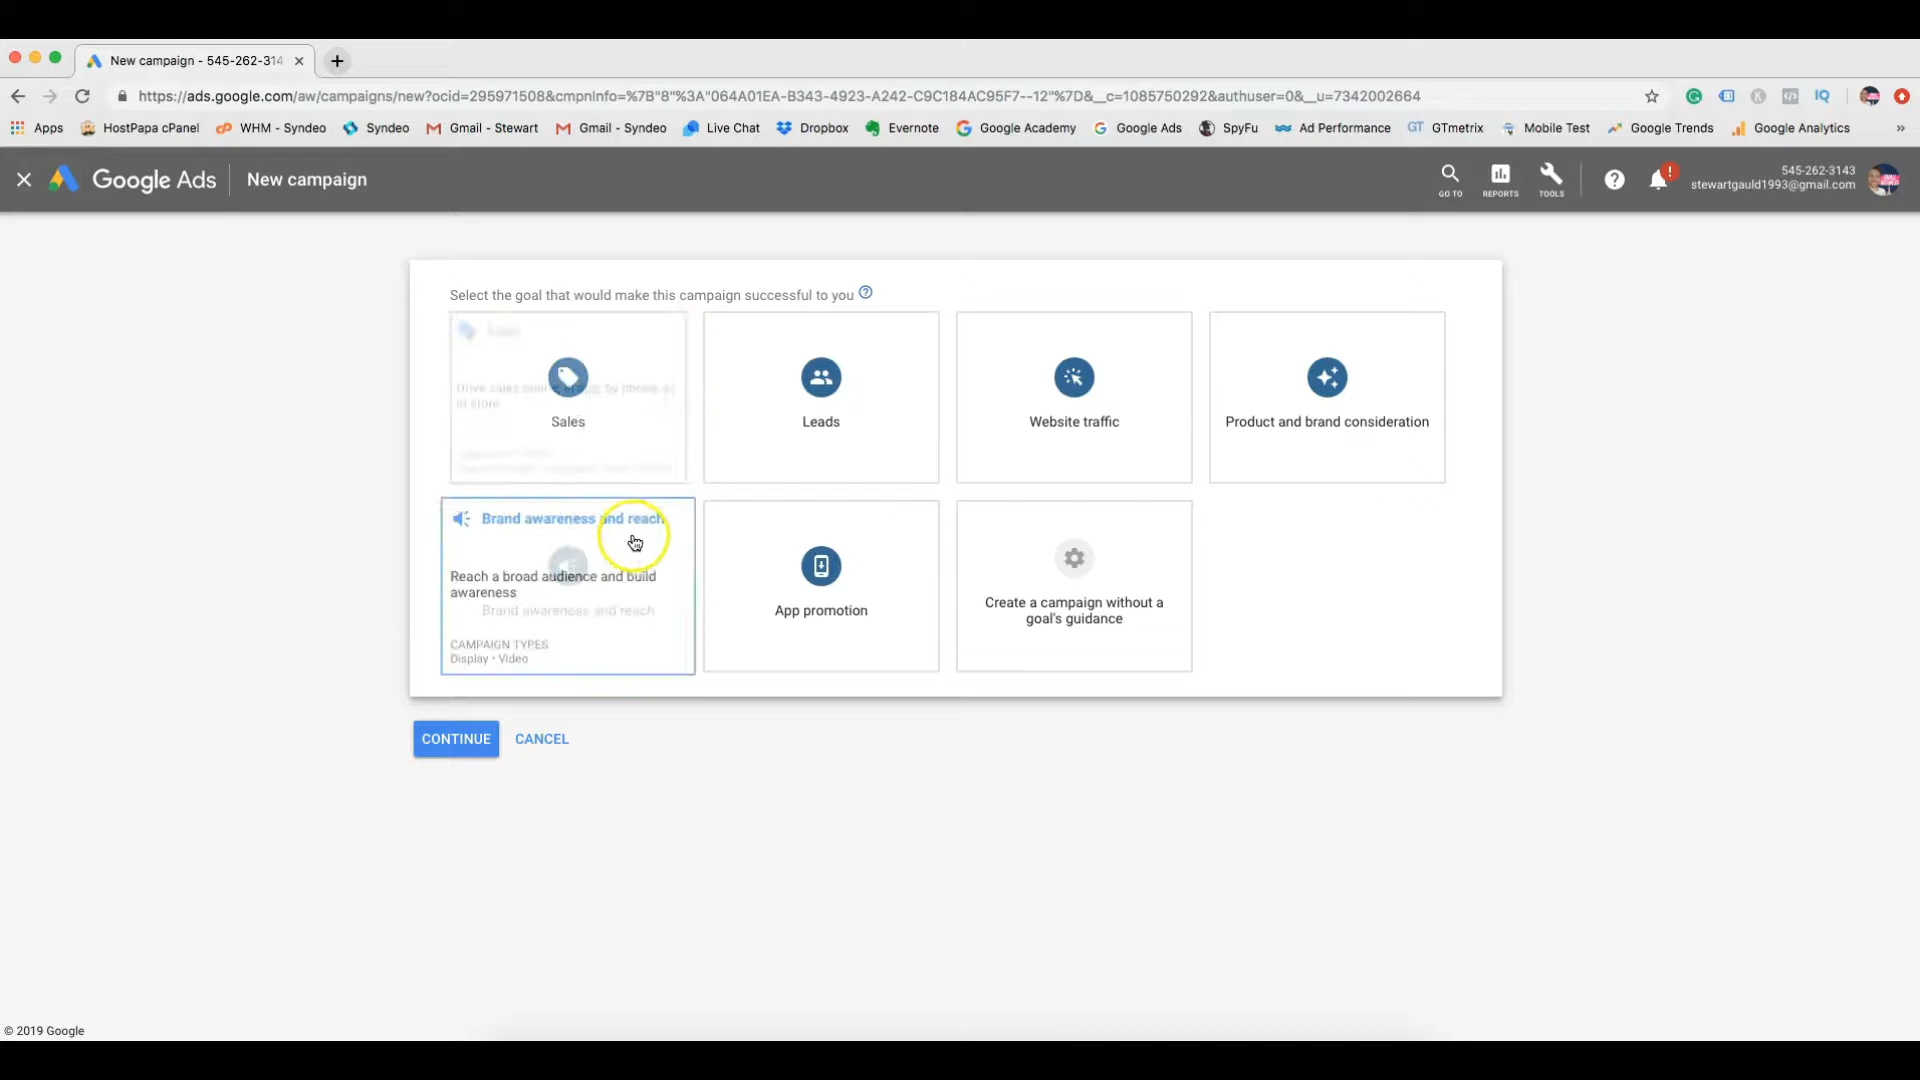 New campaign - 545-262-314
https://ads.google.com/aw/campaigns/new?ocid=295971508&cmpnInfo=%7B"8"%3A"064A01EA-B343-4923-A242-C9C184AC95F7--12"%7D&__c=1085750292&authuser=0&__u=7342002664
Apps HostPapa cPanel WHM - Syndeo Syndeo Gmail - Stewart Gmail - Syndeo Live Chat Dropbox Evernote Google Academy Google Ads SpyFu Ad Performance GTmetrix Mobile Test Google Trends Google Analytics »
Google Ads New campaign
GO TO REPORTS TOOLS
545-262-3143
stewartgauld1993@gmail.com
Select the goal that would make this campaign successful to you
Sales
Leads
Website traffic
Product and brand consideration
Brand awareness and reach
Reach a broad audience and build
awareness
Brand awareness and reach
CAMPAIGN TYPES
Display • Video
App promotion
Create a campaign without a
goal's guidance
CONTINUE CANCEL
© 2019 Google